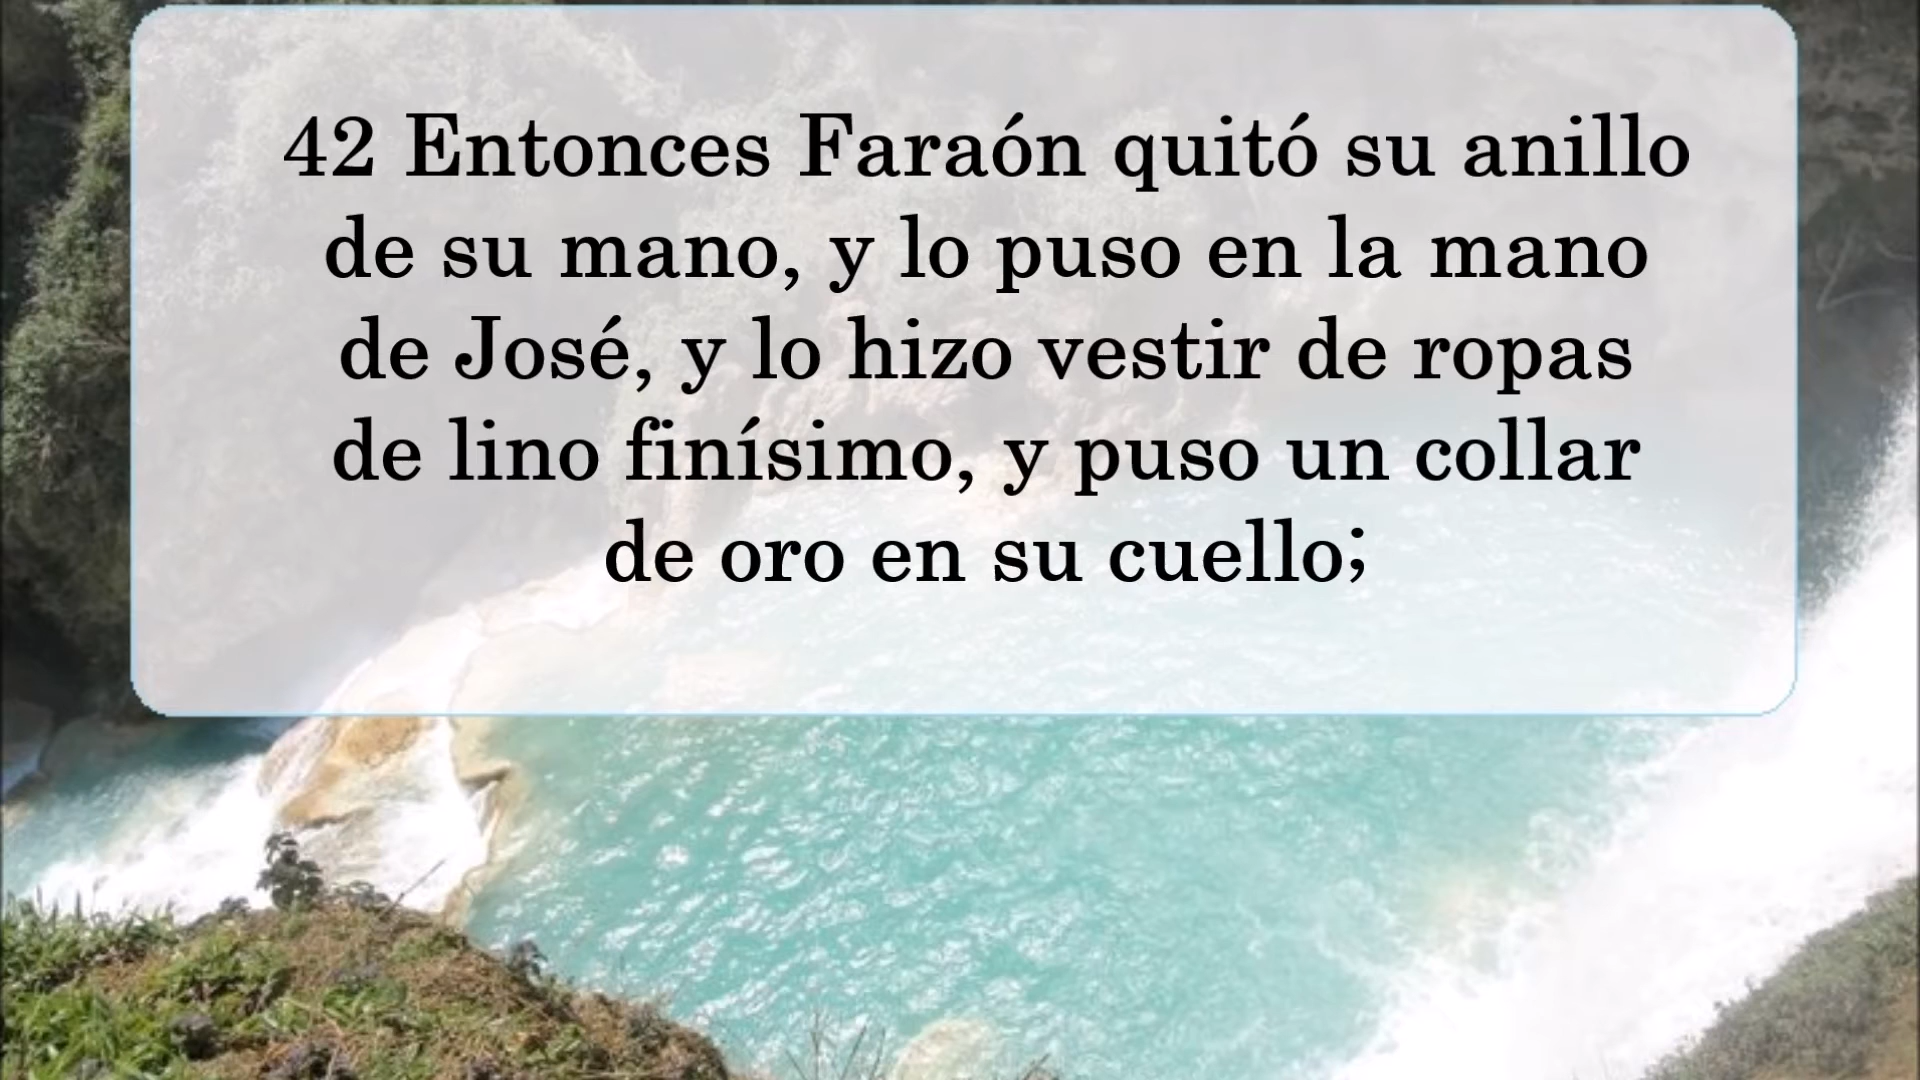 42 Entonces Faraón quitó su anillo
de su mano, y lo puso en la mano
de José, y lo hizo vestir de ropas
de lino finísimo, y puso un collar
de oro en su cuello;